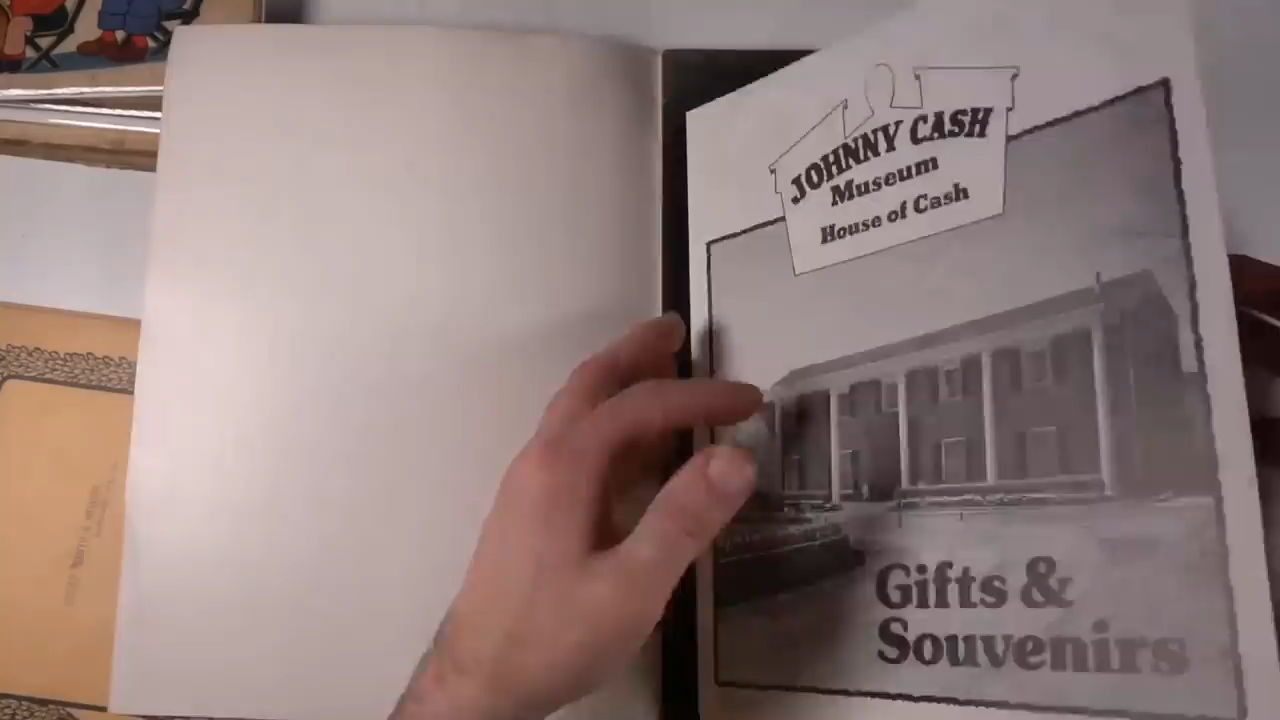 JOHNNY CASH
Museum
House of Cash
Gifts &
Souvenirs